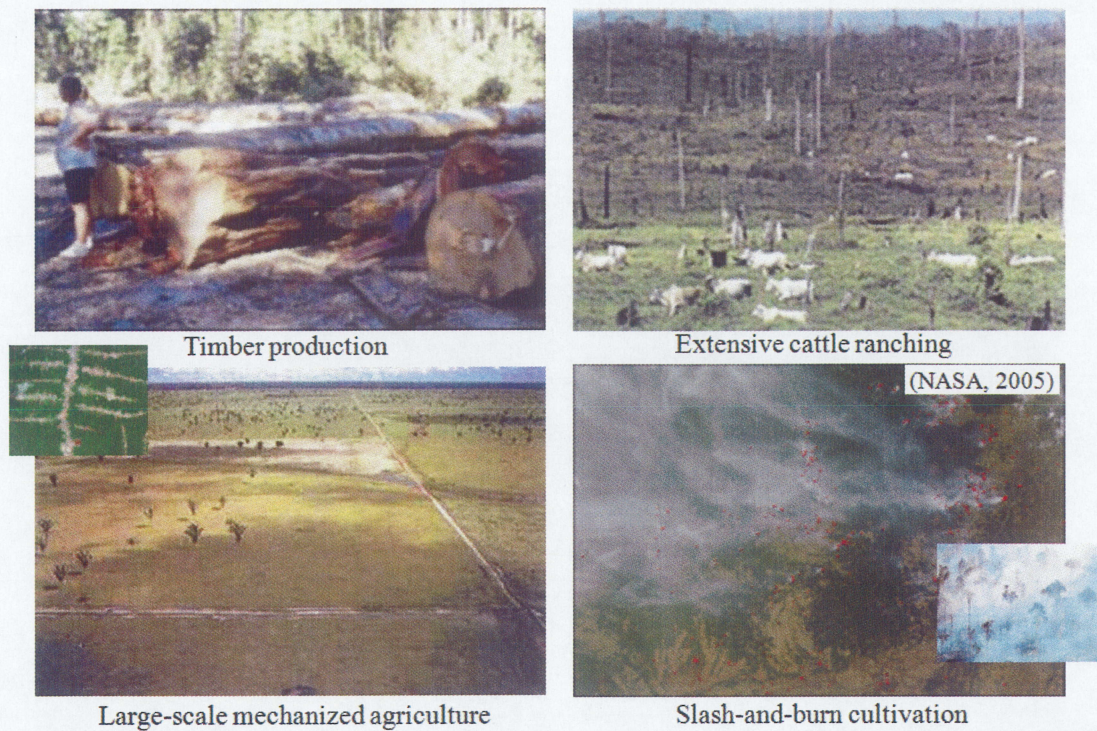 Timber production
Extensive cattle ranching
(NASA, 2005)
Large-scale mechanized agriculture
Slash-and-burn cultivation